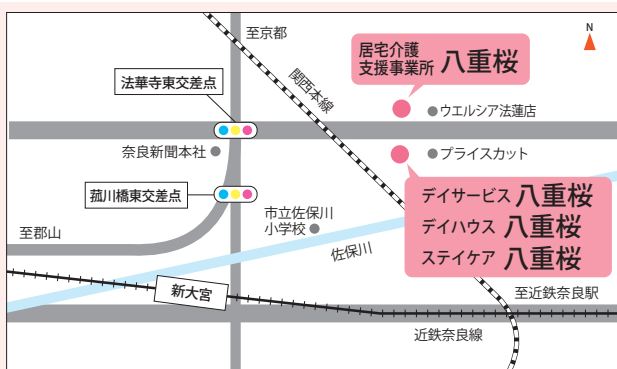 至京都
N
居宅介護
支援事業所 八重桜
関西本線
法華寺東交差点
ウエルシア法蓮店
奈良新聞本社
プライスカット
菰川橋東交差点
デイサービス 八重桜
デイハウス 八重桜
ステイケア 八重桜
市立佐保川
小学校
至郡山
佐保川
新大宮
至近鉄奈良駅
近鉄奈良線